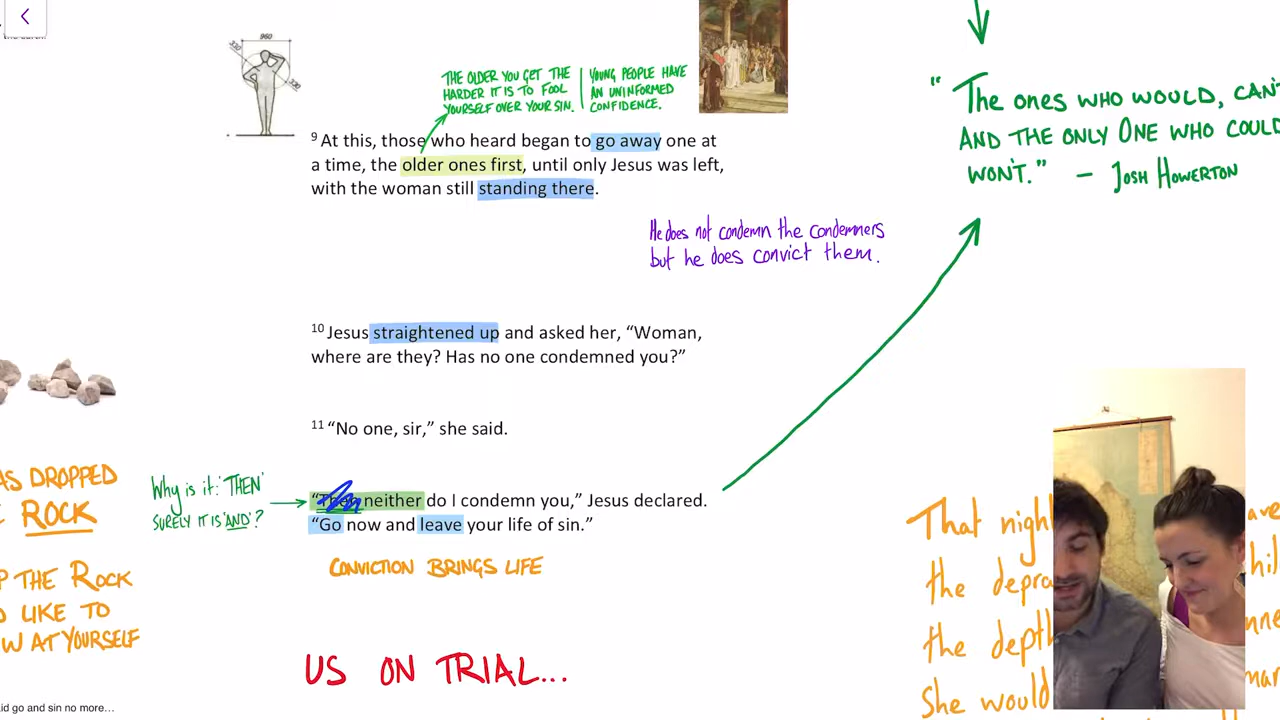 960
330
THE OLDER YOU GET THE
HARDER IT IS TO FOOL
YOURSELF OVER YOUR SIN.
YOUNG PEOPLE HAVE
AN UNINFORMED
CONFIDENCE.
9 At this, those who heard began to go away one at
a time, the older ones first, until only Jesus was left,
with the woman still standing there.
"THE ONES WHO WOULD, CAN'T
AND THE ONLY ONE WHO COULD
WON'T." – JOSH HOWERTON
He does not condemn the condemners
but he does convict them.
10 Jesus straightened up and asked her, “Woman,
where are they? Has no one condemned you?”
11 “No one, sir,” she said.
“Then neither do I condemn you,” Jesus declared.
“Go now and leave your life of sin.”
WHY IS IT: 'THEN'
SURELY IT IS 'AND'?
CONVICTION BRINGS LIFE
AS DROPPED
ROCK
P THE ROCK
LIKE TO
W AT YOURSELF
US ON TRIAL...
id go and sin no more…
That nigh
the depra
the depth
She would